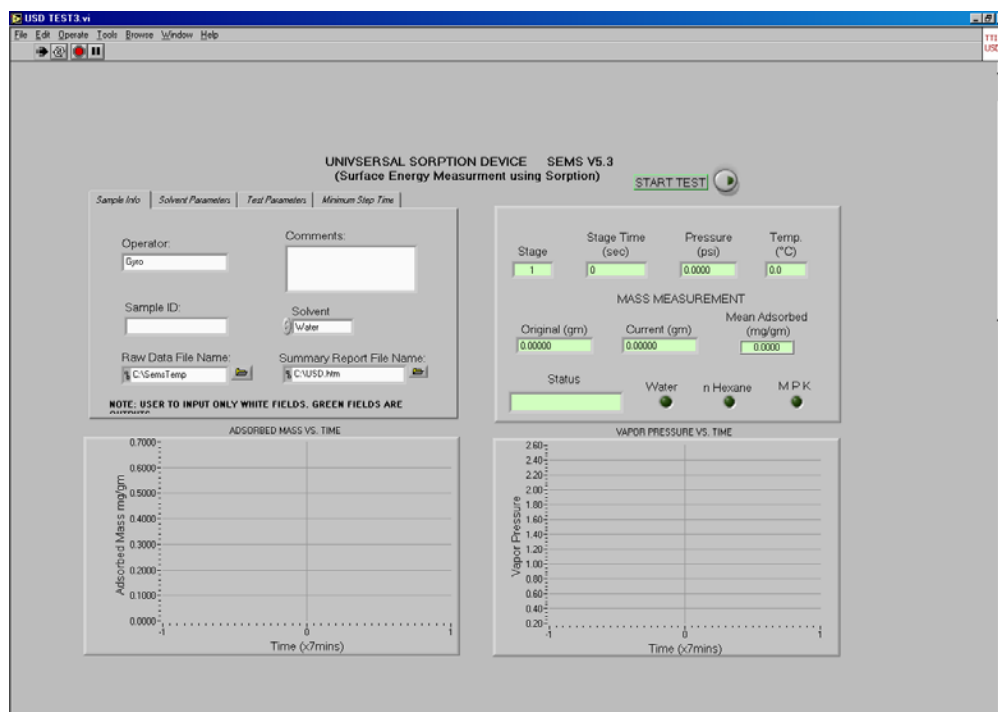 USD TEST3.vi
File Edit Operate Tools Browse Window Help
TTI
USD
UNIVSERSAL SORPTION DEVICE SEMS V5.3
(Surface Energy Measurment using Sorption)
START TEST
Sample Info Solvent Parameters Test Parameters Minimum Step Time
Operator:
Gyro
Comments:
Sample ID:
Solvent
Water
Raw Data File Name:
C:\SemsTemp
Summary Report File Name:
C:\USD.htm
NOTE: USER TO INPUT ONLY WHITE FIELDS. GREEN FIELDS ARE
OUTPUTS
Stage
1
Stage Time
(sec)
0
Pressure
(psi)
0.0000
Temp.
(°C)
0.0
MASS MEASUREMENT
Original (gm)
0.00000
Current (gm)
0.00000
Mean Adsorbed
(mg/gm)
0.0000
Status
Water
n Hexane
M P K
ADSORBED MASS VS. TIME
Adsorbed Mass mg/gm
0.7000
0.6000
0.5000
0.4000
0.3000
0.2000
0.1000
0.0000
-1 0 1
Time (x7mins)
VAPOR PRESSURE VS. TIME
Vapor Pressure
2.60
2.40
2.20
2.00
1.80
1.60
1.40
1.20
1.00
0.80
0.60
0.40
0.20
-1 0 1
Time (x7mins)